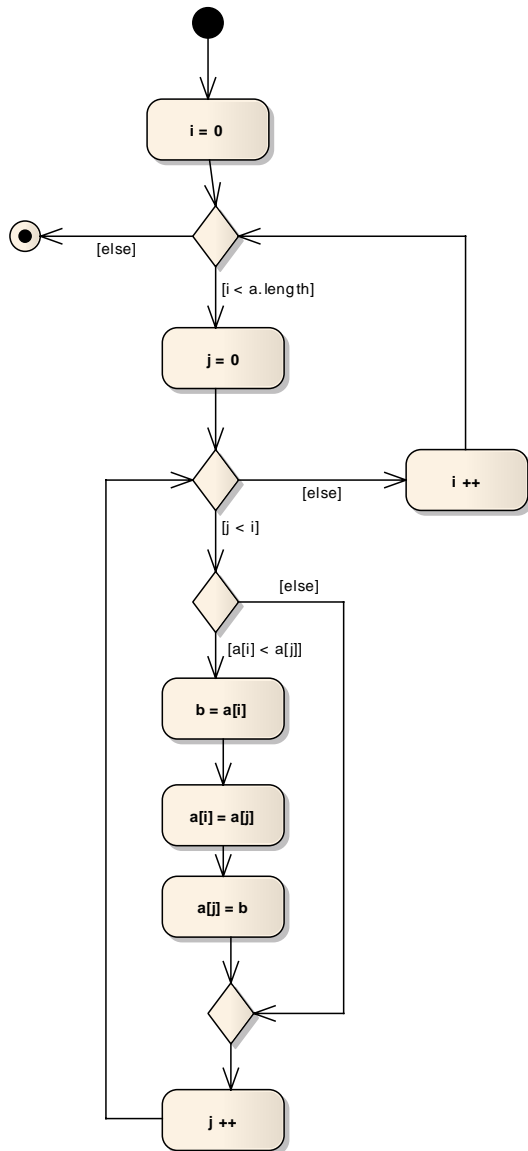 i = 0
[else]
[i < a.length]
j = 0
i ++
[else]
[j < i]
[else]
[a[i] < a[j]]
b = a[i]
a[i] = a[j]
a[j] = b
j ++